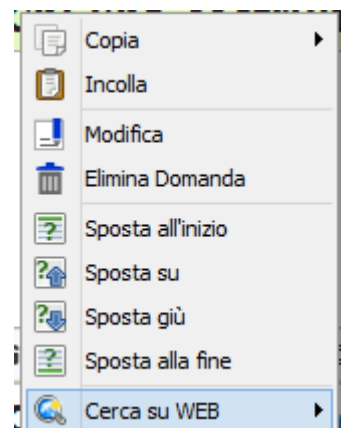 Copia
Incolla
Modifica
Elimina Domanda
Sposta all'inizio
Sposta su
Sposta giù
Sposta alla fine
Cerca su WEB